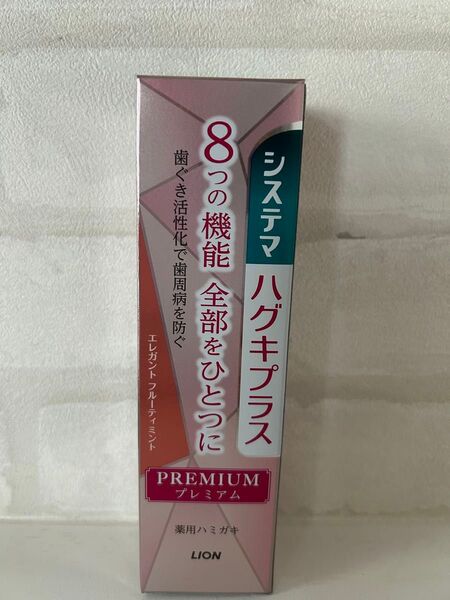 システマ
ハグキプラス
8つの機能 全部をひとつに
歯ぐき活性化で歯周病を防ぐ
エレガント フルーティミント
PREMIUM
プレミアム
薬用ハミガキ
LION